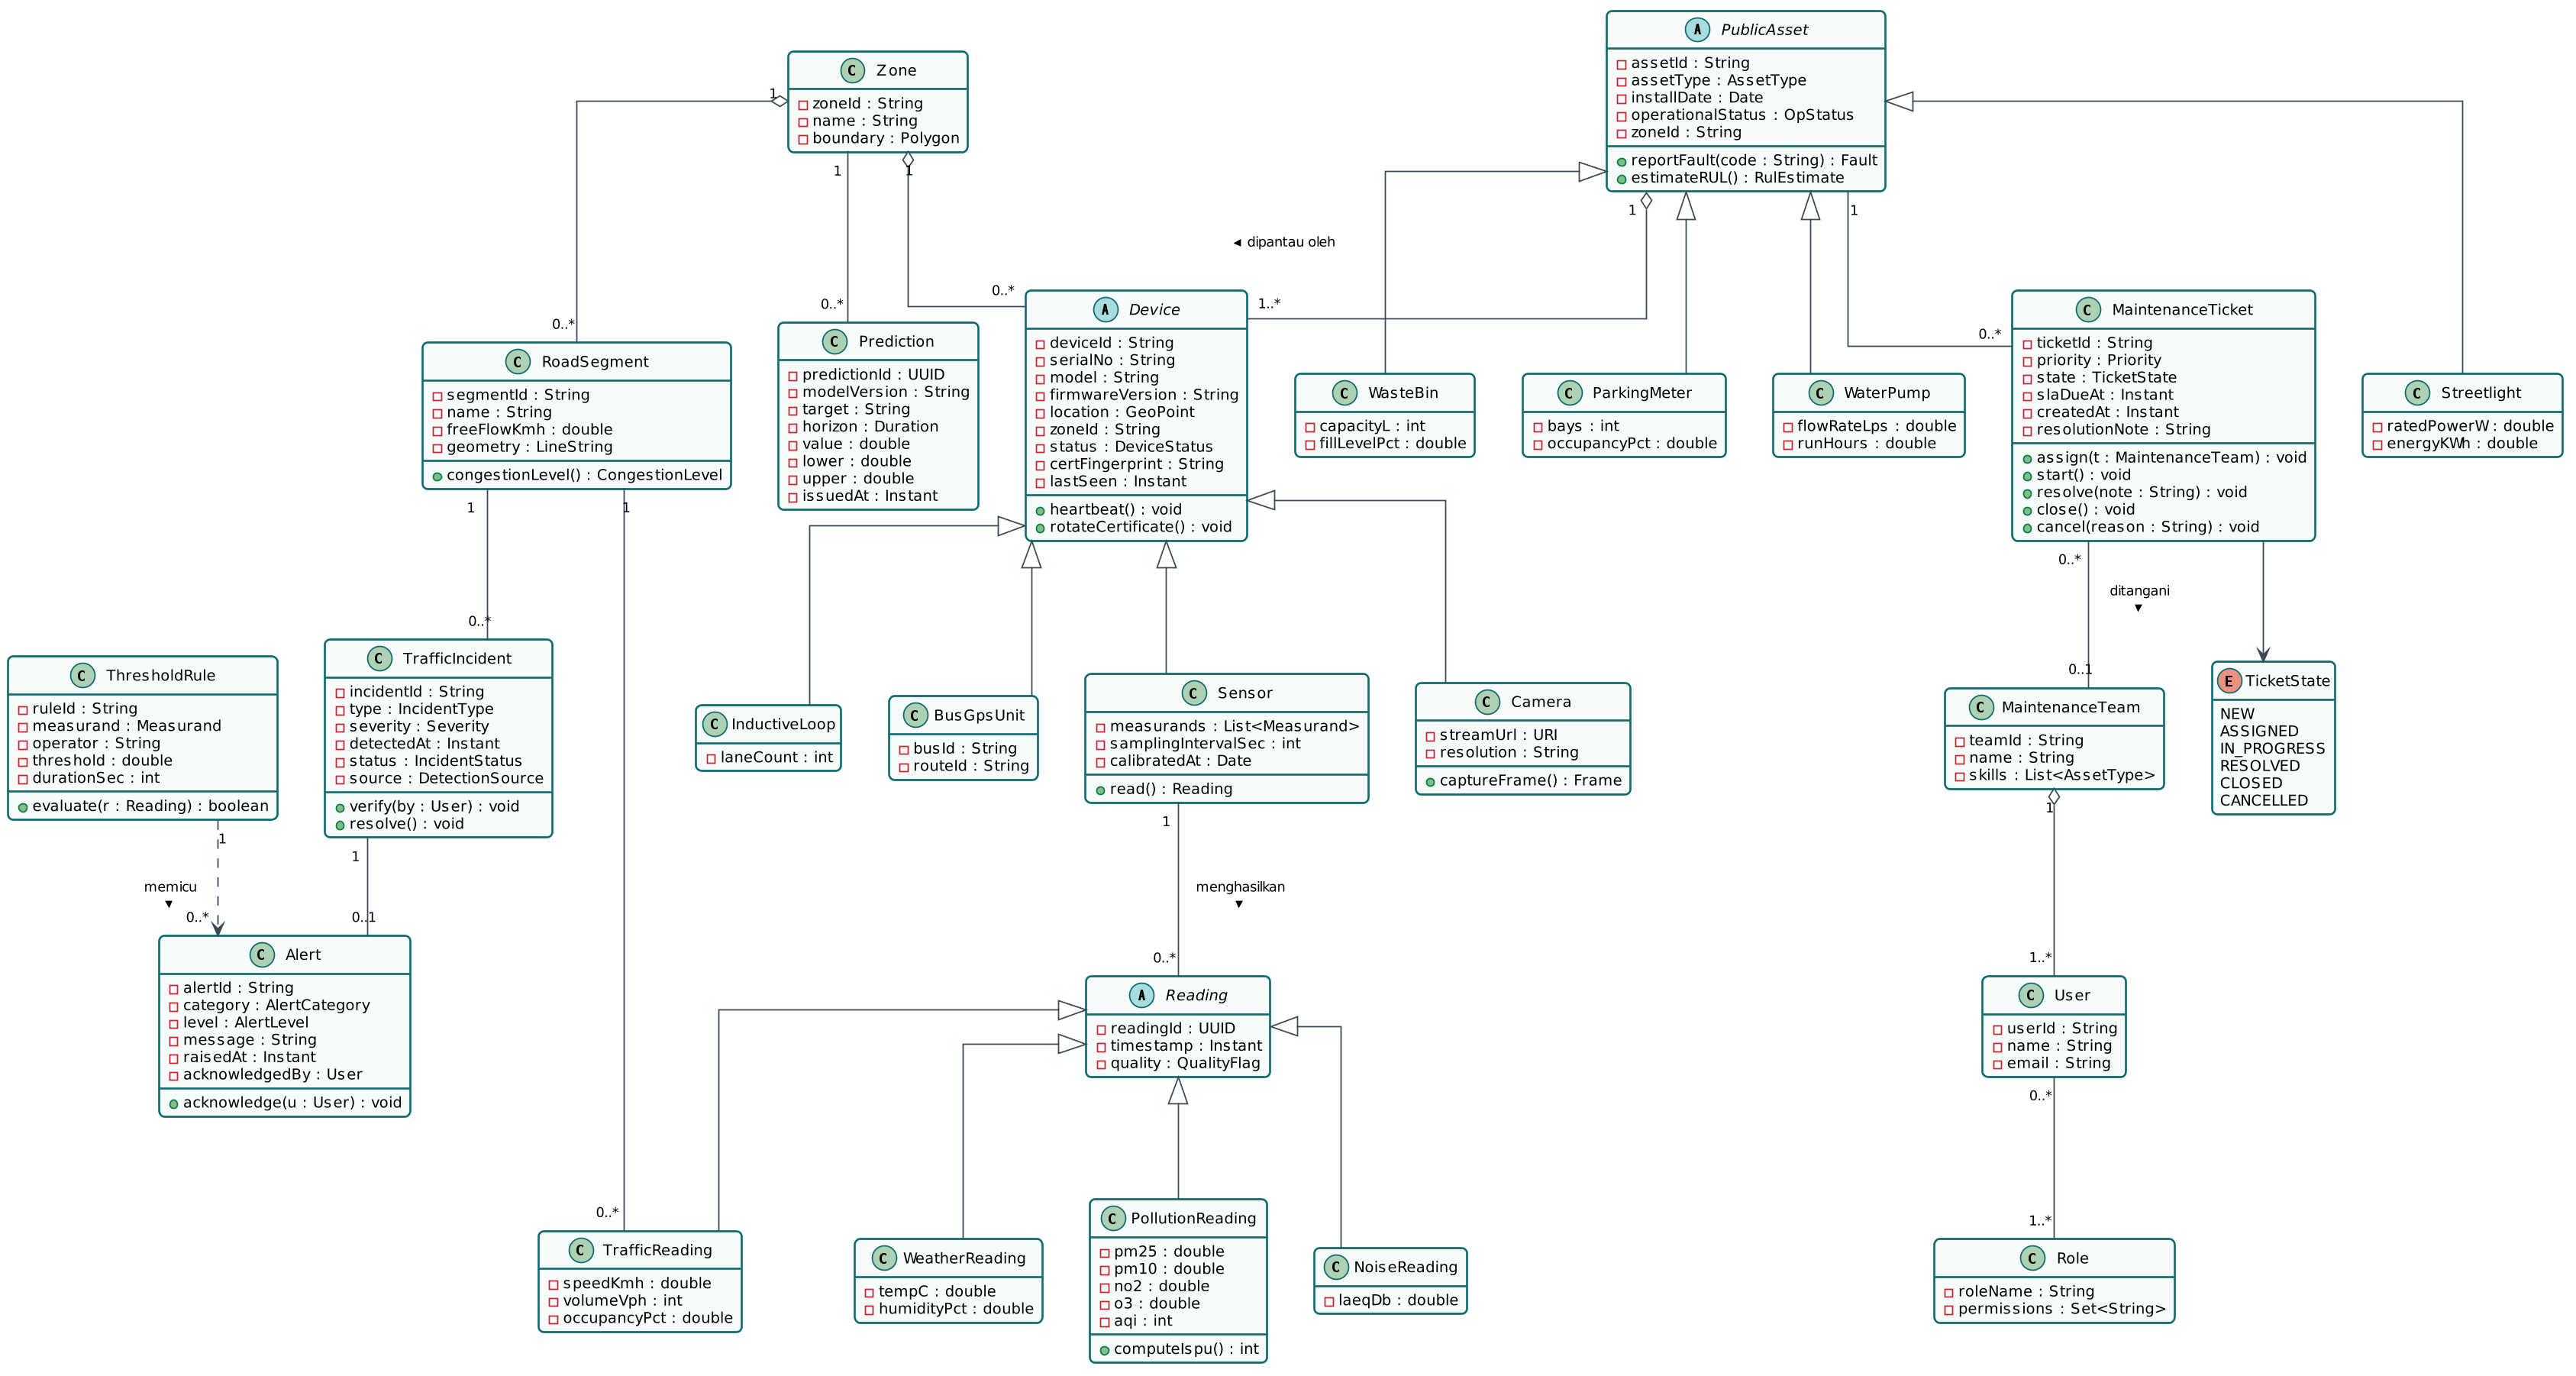 A PublicAsset
assetId : String
assetType : AssetType
installDate : Date
operationalStatus : OpStatus
zoneId : String
reportFault(code : String) : Fault
estimateRUL() : RulEstimate
C Zone
zoneId : String
name : String
boundary : Polygon
1
1
1
1
1
◄ dipantau oleh
0..*
0..*
0..*
1..*
0..*
A Device
deviceId : String
serialNo : String
model : String
firmwareVersion : String
location : GeoPoint
zoneId : String
status : DeviceStatus
certFingerprint : String
lastSeen : Instant
heartbeat() : void
rotateCertificate() : void
C MaintenanceTicket
ticketId : String
priority : Priority
state : TicketState
slaDueAt : Instant
createdAt : Instant
resolutionNote : String
assign(t : MaintenanceTeam) : void
start() : void
resolve(note : String) : void
close() : void
cancel(reason : String) : void
C Prediction
predictionId : UUID
modelVersion : String
target : String
horizon : Duration
value : double
lower : double
upper : double
issuedAt : Instant
C RoadSegment
segmentId : String
name : String
freeFlowKmh : double
geometry : LineString
congestionLevel() : CongestionLevel
C WasteBin
capacityL : int
fillLevelPct : double
C ParkingMeter
bays : int
occupancyPct : double
C WaterPump
flowRateLps : double
runHours : double
C Streetlight
ratedPowerW : double
energyKWh : double
1
1
0..*
0..*
ditangani
▼
0..1
C ThresholdRule
ruleId : String
measurand : Measurand
operator : String
threshold : double
durationSec : int
evaluate(r : Reading) : boolean
C TrafficIncident
incidentId : String
type : IncidentType
severity : Severity
detectedAt : Instant
status : IncidentStatus
source : DetectionSource
verify(by : User) : void
resolve() : void
C InductiveLoop
laneCount : int
C BusGpsUnit
busId : String
routeId : String
C Sensor
measurands : List<Measurand>
samplingIntervalSec : int
calibratedAt : Date
read() : Reading
C Camera
streamUrl : URI
resolution : String
captureFrame() : Frame
C MaintenanceTeam
teamId : String
name : String
skills : List<AssetType>
E TicketState
NEW
ASSIGNED
IN_PROGRESS
RESOLVED
CLOSED
CANCELLED
1
1
1
1
memicu
▼
0..*
0..1
menghasilkan
▼
0..*
1..*
C Alert
alertId : String
category : AlertCategory
level : AlertLevel
message : String
raisedAt : Instant
acknowledgedBy : User
acknowledge(u : User) : void
A Reading
readingId : UUID
timestamp : Instant
quality : QualityFlag
C User
userId : String
name : String
email : String
0..*
0..*
1..*
C TrafficReading
speedKmh : double
volumeVph : int
occupancyPct : double
C WeatherReading
tempC : double
humidityPct : double
C PollutionReading
pm25 : double
pm10 : double
no2 : double
o3 : double
aqi : int
computeIspu() : int
C NoiseReading
laeqDb : double
C Role
roleName : String
permissions : Set<String>